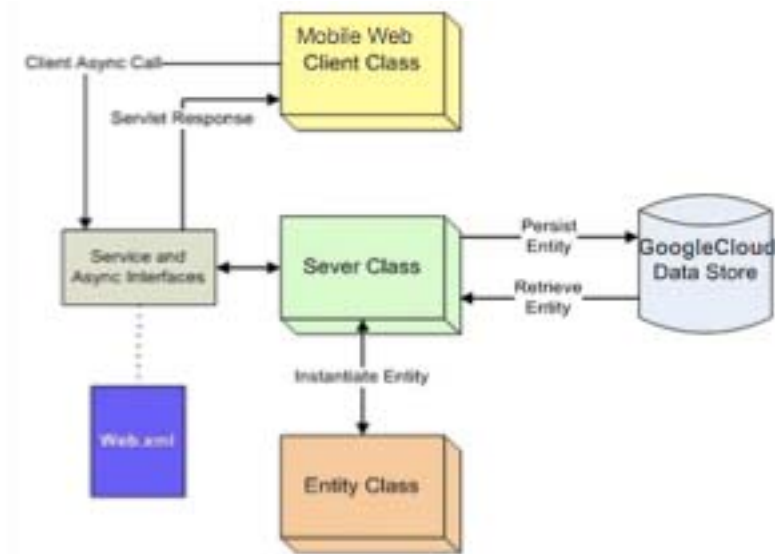 Mobile Web
Client Class
Client Async Call
Servlet Response
Service and
Async Interfaces
Sever Class
Persist
Entity
GoogleCloud
Data Store
Retrieve
Entity
Instantiate Entity
Web.xml
Entity Class